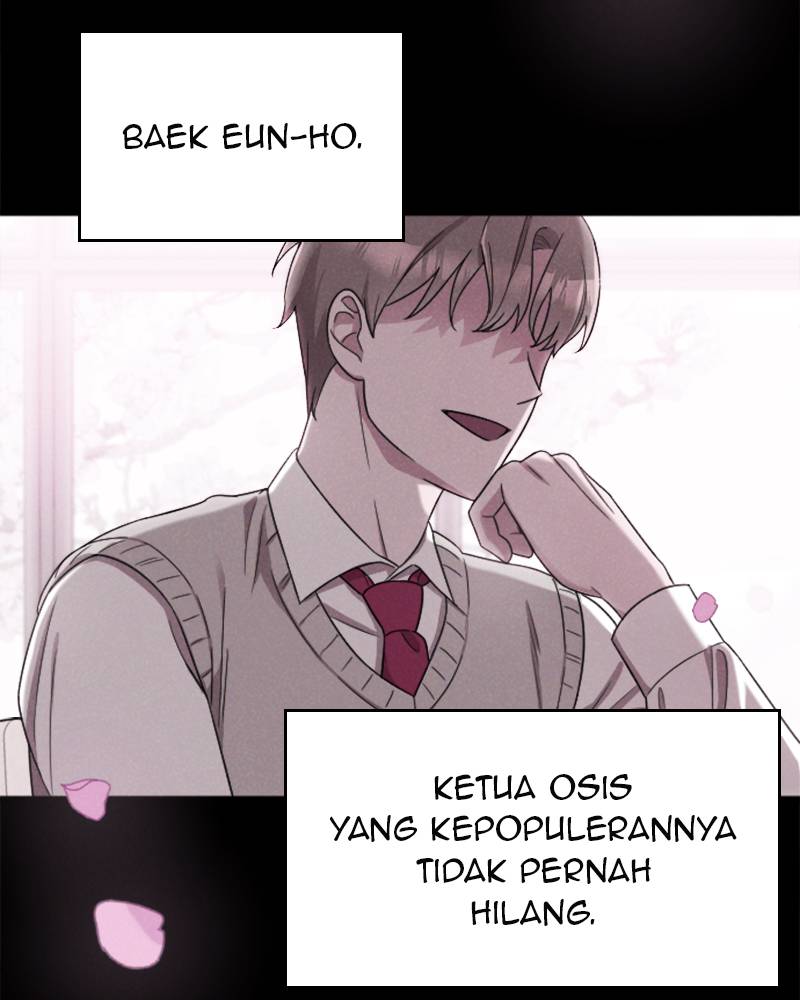 BAEK EUN-HO.
KETUA OSIS
YANG KEPOPULERANNYA
TIDAK PERNAH
HILANG.